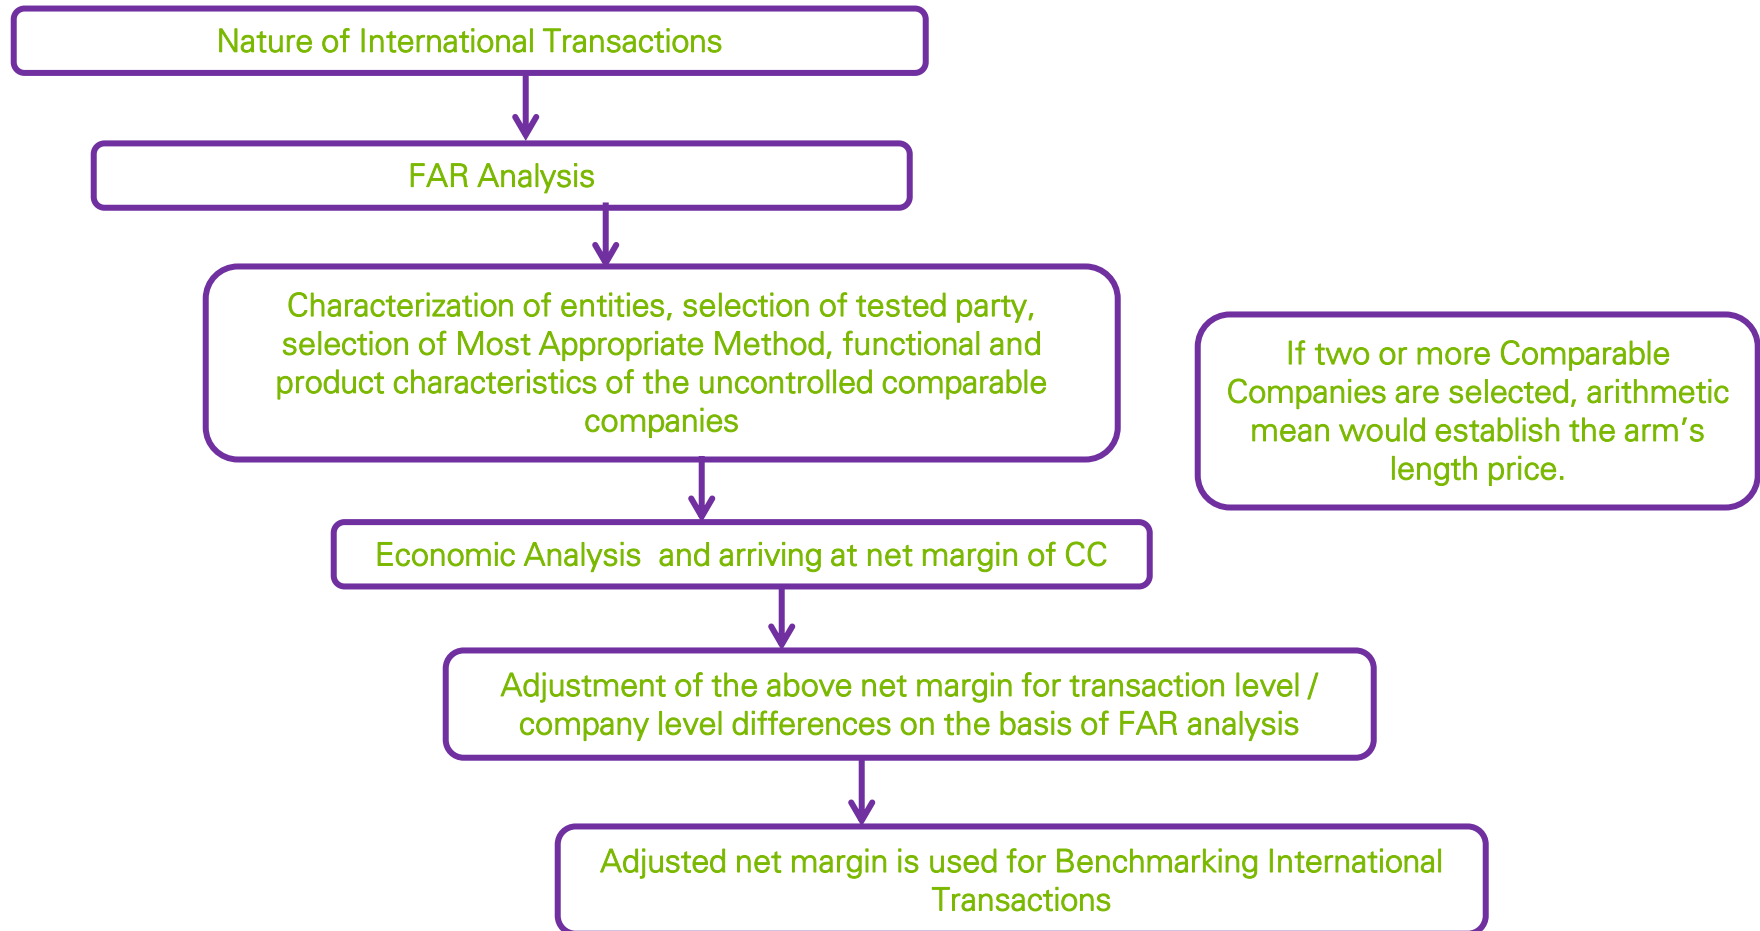 Nature of International Transactions
FAR Analysis
Characterization of entities, selection of tested party,
selection of Most Appropriate Method, functional and
product characteristics of the uncontrolled comparable
companies
If two or more Comparable
Companies are selected, arithmetic
mean would establish the arm’s
length price.
Economic Analysis  and arriving at net margin of CC
Adjustment of the above net margin for transaction level /
company level differences on the basis of FAR analysis
Adjusted net margin is used for Benchmarking International
Transactions